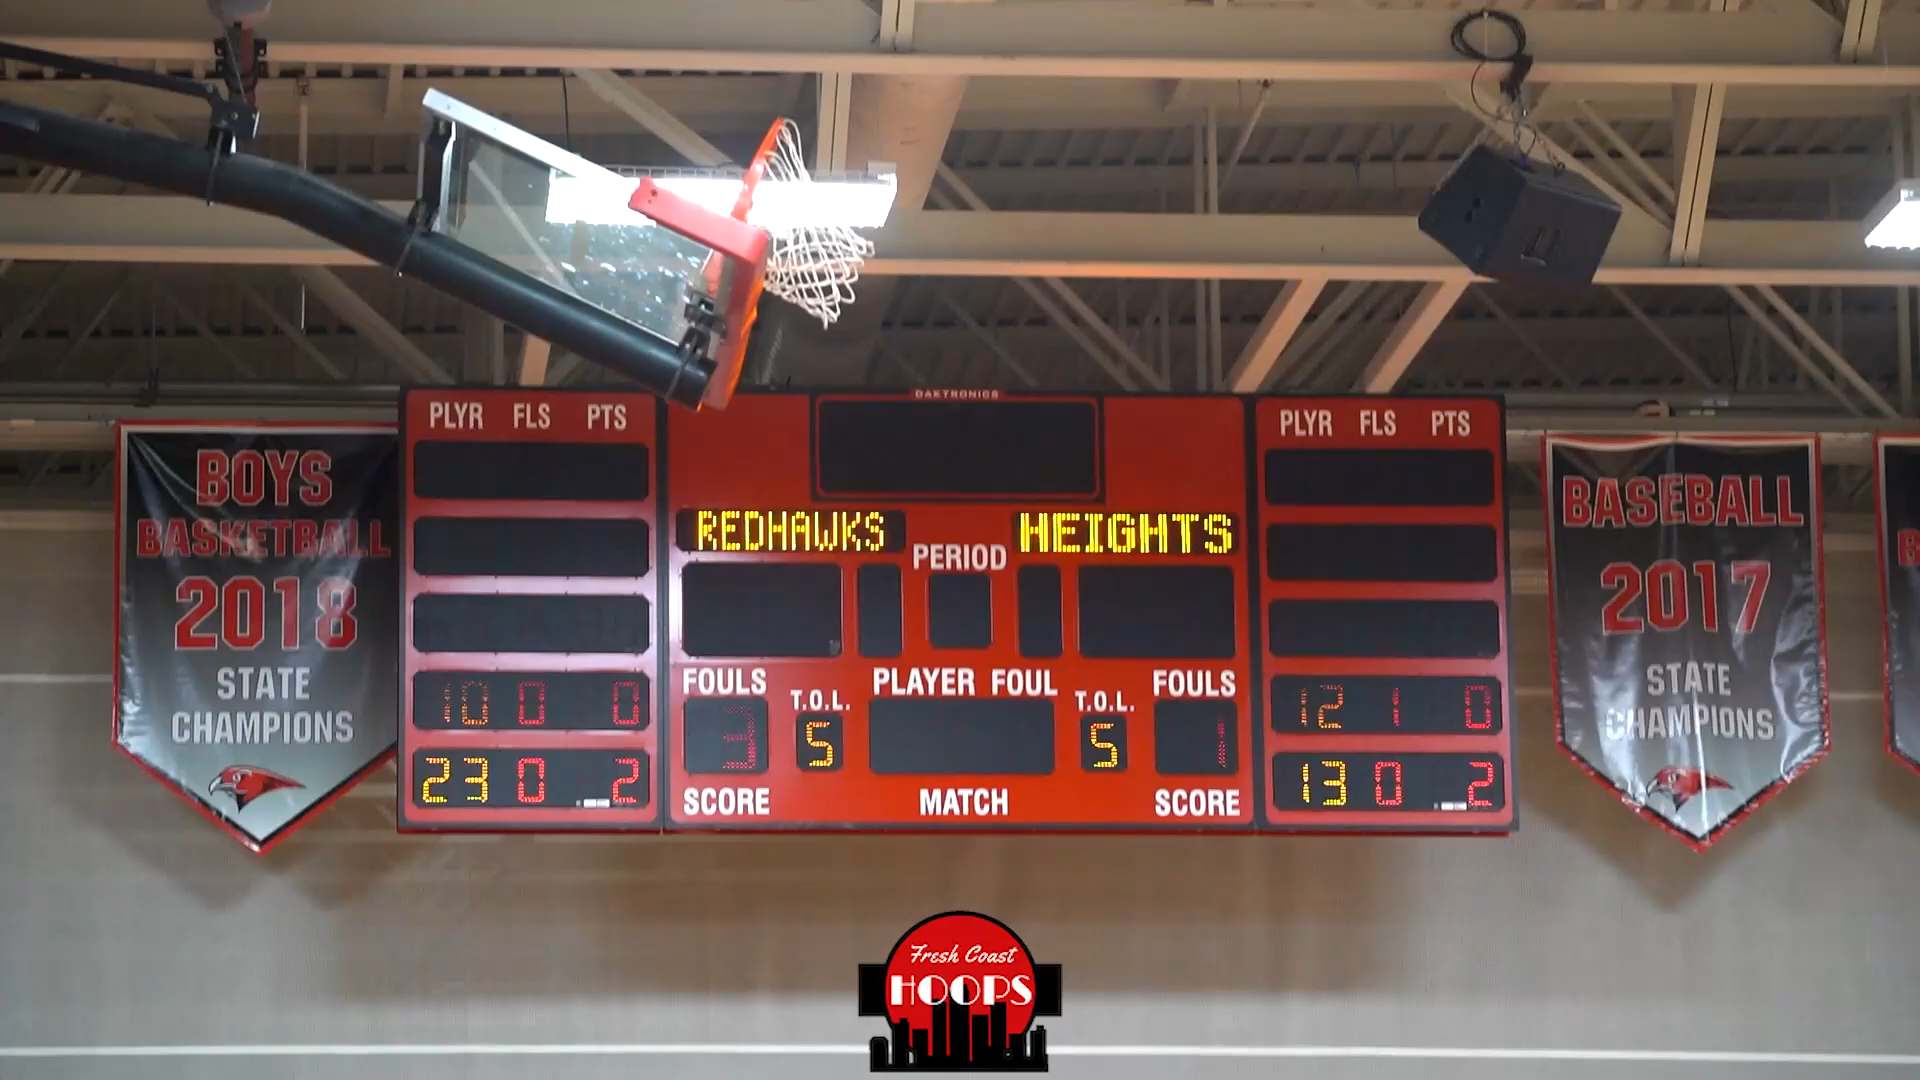 DAKTRONICS
PLYR FLS PTS
PLYR FLS PTS
BOYS
BASKETBALL
2018
STATE
CHAMPIONS
REDHAWKS
HEIGHTS
PERIOD
FOULS
T.O.L.
PLAYER FOUL
T.O.L.
FOULS
10 0 0
3
5
5
1
12 1 0
23 0 2
13 0 2
SCORE
MATCH
SCORE
BASEBALL
2017
STATE
CHAMPIONS
Fresh Coast
HOOPS